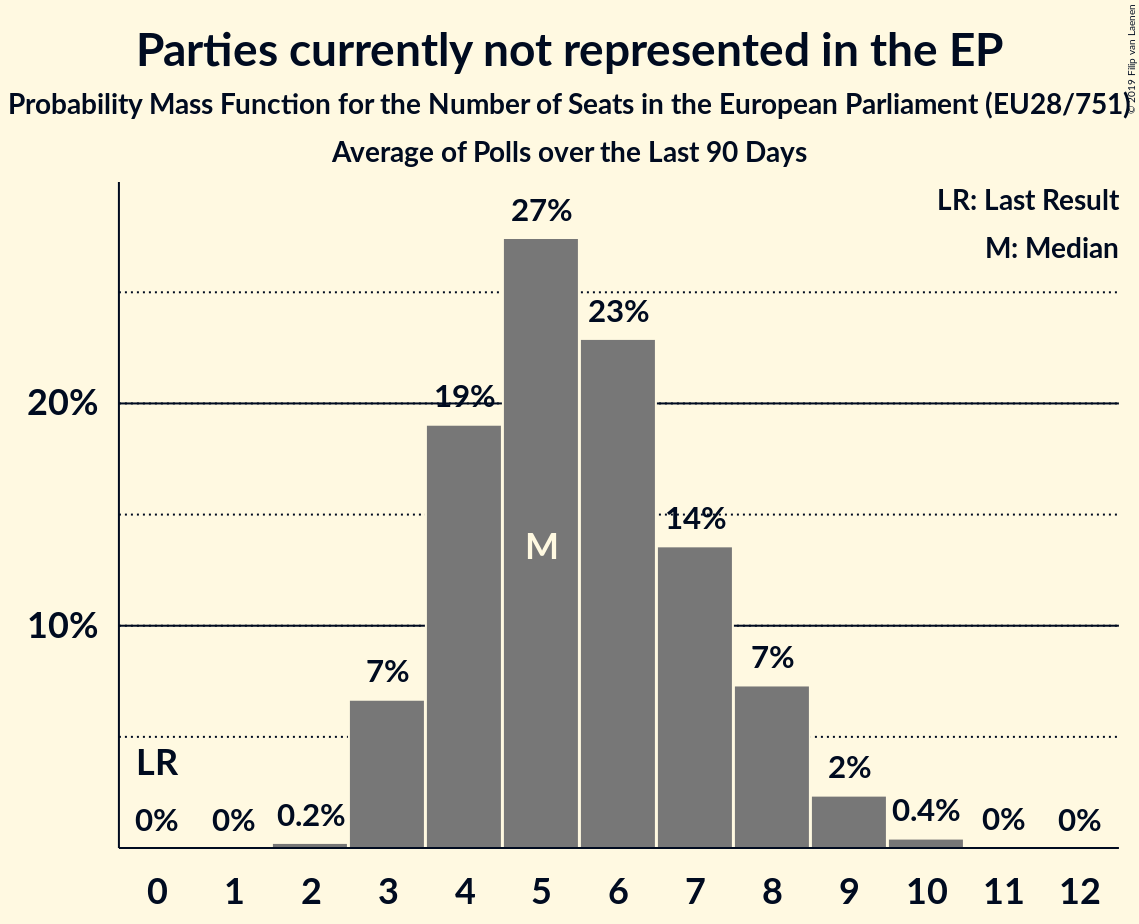 Parties currently not represented in the EP
Probability Mass Function for the Number of Seats in the European Parliament (EU28/751)
Average of Polls over the Last 90 Days
© 2019 Filip van Laenen
LR: Last Result
M: Median
20%
10%
LR
0%
0%
0.2%
7%
19%
27%
M
23%
14%
7%
2%
0.4%
0%
0%
0 1 2 3 4 5 6 7 8 9 10 11 12